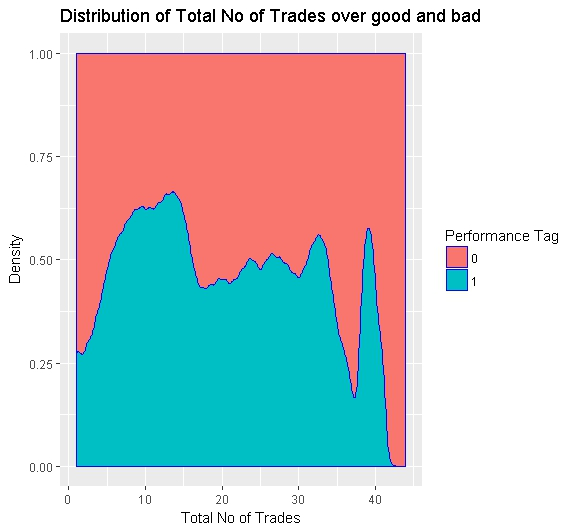 Distribution of Total No of Trades over good and bad
1.00
0.75
0.50
0.25
0.00
Density
0 10 20 30 40
Total No of Trades
Performance Tag
0
1